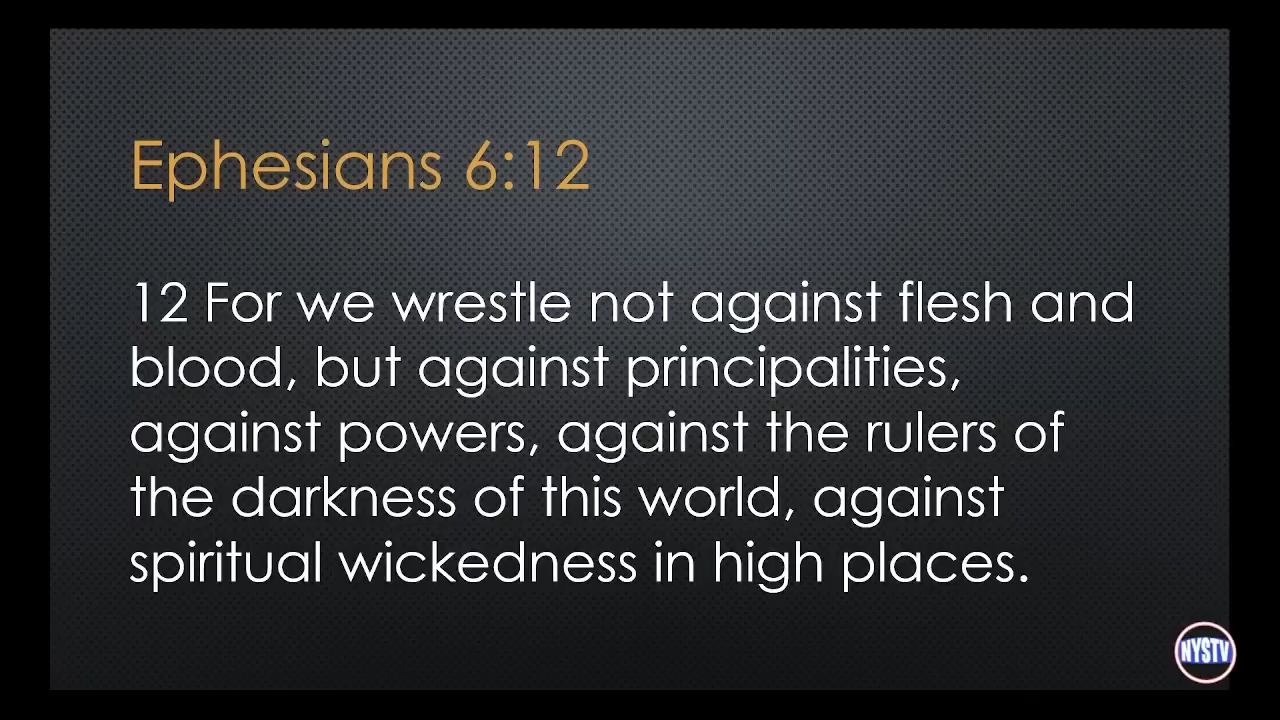 Ephesians 6:12
12 For we wrestle not against flesh and
blood, but against principalities,
against powers, against the rulers of
the darkness of this world, against
spiritual wickedness in high places.
NYSTV